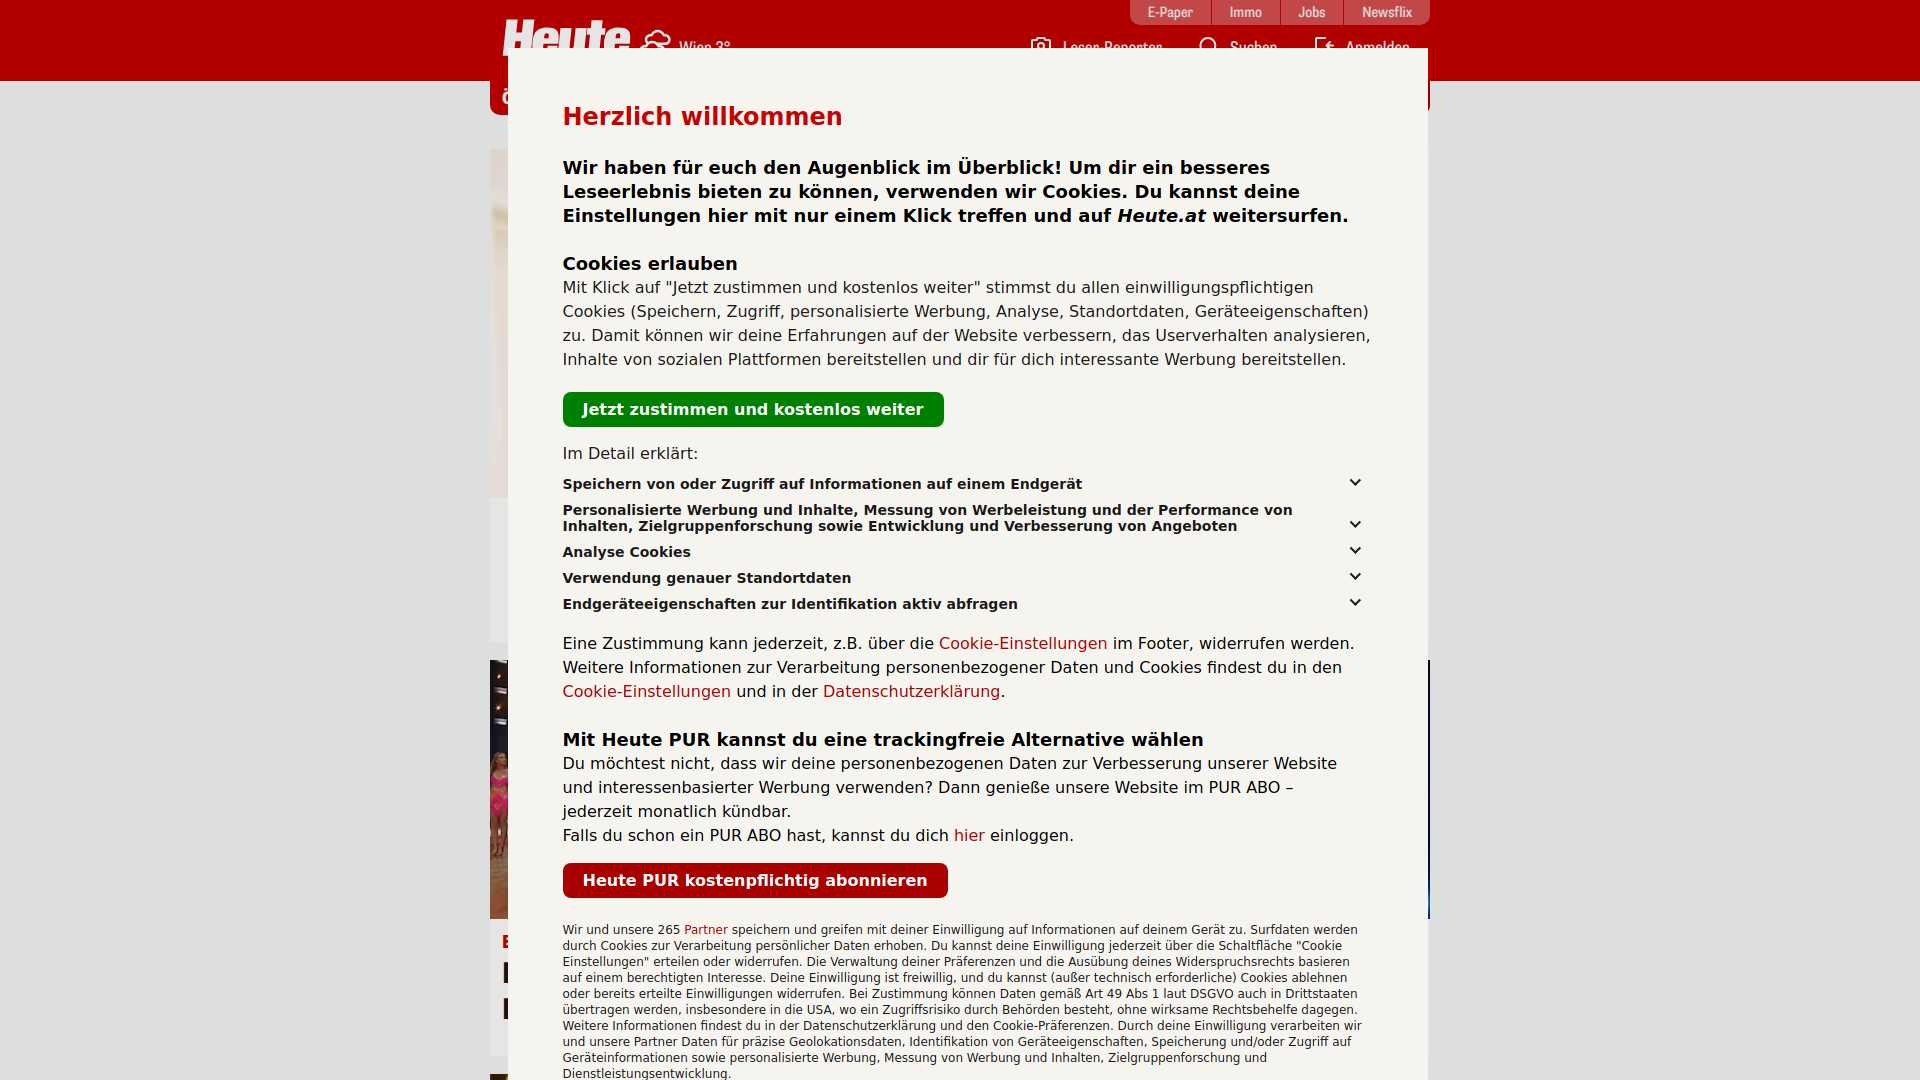 E-Paper
Immo
Jobs
Newsflix
Heute
Wien 3°
Leser-Reporter
Suchen
Anmelden
Herzlich willkommen
Wir haben für euch den Augenblick im Überblick! Um dir ein besseres
Leseerlebnis bieten zu können, verwenden wir Cookies. Du kannst deine
Einstellungen hier mit nur einem Klick treffen und auf Heute.at weitersurfen.
Cookies erlauben
Mit Klick auf "Jetzt zustimmen und kostenlos weiter" stimmst du allen einwilligungspflichtigen
Cookies (Speichern, Zugriff, personalisierte Werbung, Analyse, Standortdaten, Geräteeigenschaften)
zu. Damit können wir deine Erfahrungen auf der Website verbessern, das Userverhalten analysieren,
Inhalte von sozialen Plattformen bereitstellen und dir für dich interessante Werbung bereitstellen.
Jetzt zustimmen und kostenlos weiter
Im Detail erklärt:
Speichern von oder Zugriff auf Informationen auf einem Endgerät
Personalisierte Werbung und Inhalte, Messung von Werbeleistung und der Performance von
Inhalten, Zielgruppenforschung sowie Entwicklung und Verbesserung von Angeboten
Analyse Cookies
Verwendung genauer Standortdaten
Endgeräteeigenschaften zur Identifikation aktiv abfragen
Eine Zustimmung kann jederzeit, z.B. über die Cookie-Einstellungen im Footer, widerrufen werden.
Weitere Informationen zur Verarbeitung personenbezogener Daten und Cookies findest du in den
Cookie-Einstellungen und in der Datenschutzerklärung.
Mit Heute PUR kannst du eine trackingfreie Alternative wählen
Du möchtest nicht, dass wir deine personenbezogenen Daten zur Verbesserung unserer Website
und interessenbasierter Werbung verwenden? Dann genieße unsere Website im PUR ABO –
jederzeit monatlich kündbar.
Falls du schon ein PUR ABO hast, kannst du dich hier einloggen.
Heute PUR kostenpflichtig abonnieren
Wir und unsere 265 Partner speichern und greifen mit deiner Einwilligung auf Informationen auf deinem Gerät zu. Surfdaten werden
durch Cookies zur Verarbeitung persönlicher Daten erhoben. Du kannst deine Einwilligung jederzeit über die Schaltfläche "Cookie
Einstellungen" erteilen oder widerrufen. Die Verwaltung deiner Präferenzen und die Ausübung deines Widerspruchsrechts basieren
auf einem berechtigten Interesse. Deine Einwilligung ist freiwillig, und du kannst (außer technisch erforderliche) Cookies ablehnen
oder bereits erteilte Einwilligungen widerrufen. Bei Zustimmung können Daten gemäß Art 49 Abs 1 laut DSGVO auch in Drittstaaten
übertragen werden, insbesondere in die USA, wo ein Zugriffsrisiko durch Behörden besteht, ohne wirksame Rechtsbehelfe dagegen.
Weitere Informationen findest du in der Datenschutzerklärung und den Cookie-Präferenzen. Durch deine Einwilligung verarbeiten wir
und unsere Partner Daten für präzise Geolokationsdaten, Identifikation von Geräteeigenschaften, Speicherung und/oder Zugriff auf
Geräteinformationen sowie personalisierte Werbung, Messung von Werbung und Inhalten, Zielgruppenforschung und
Dienstleistungsentwicklung.